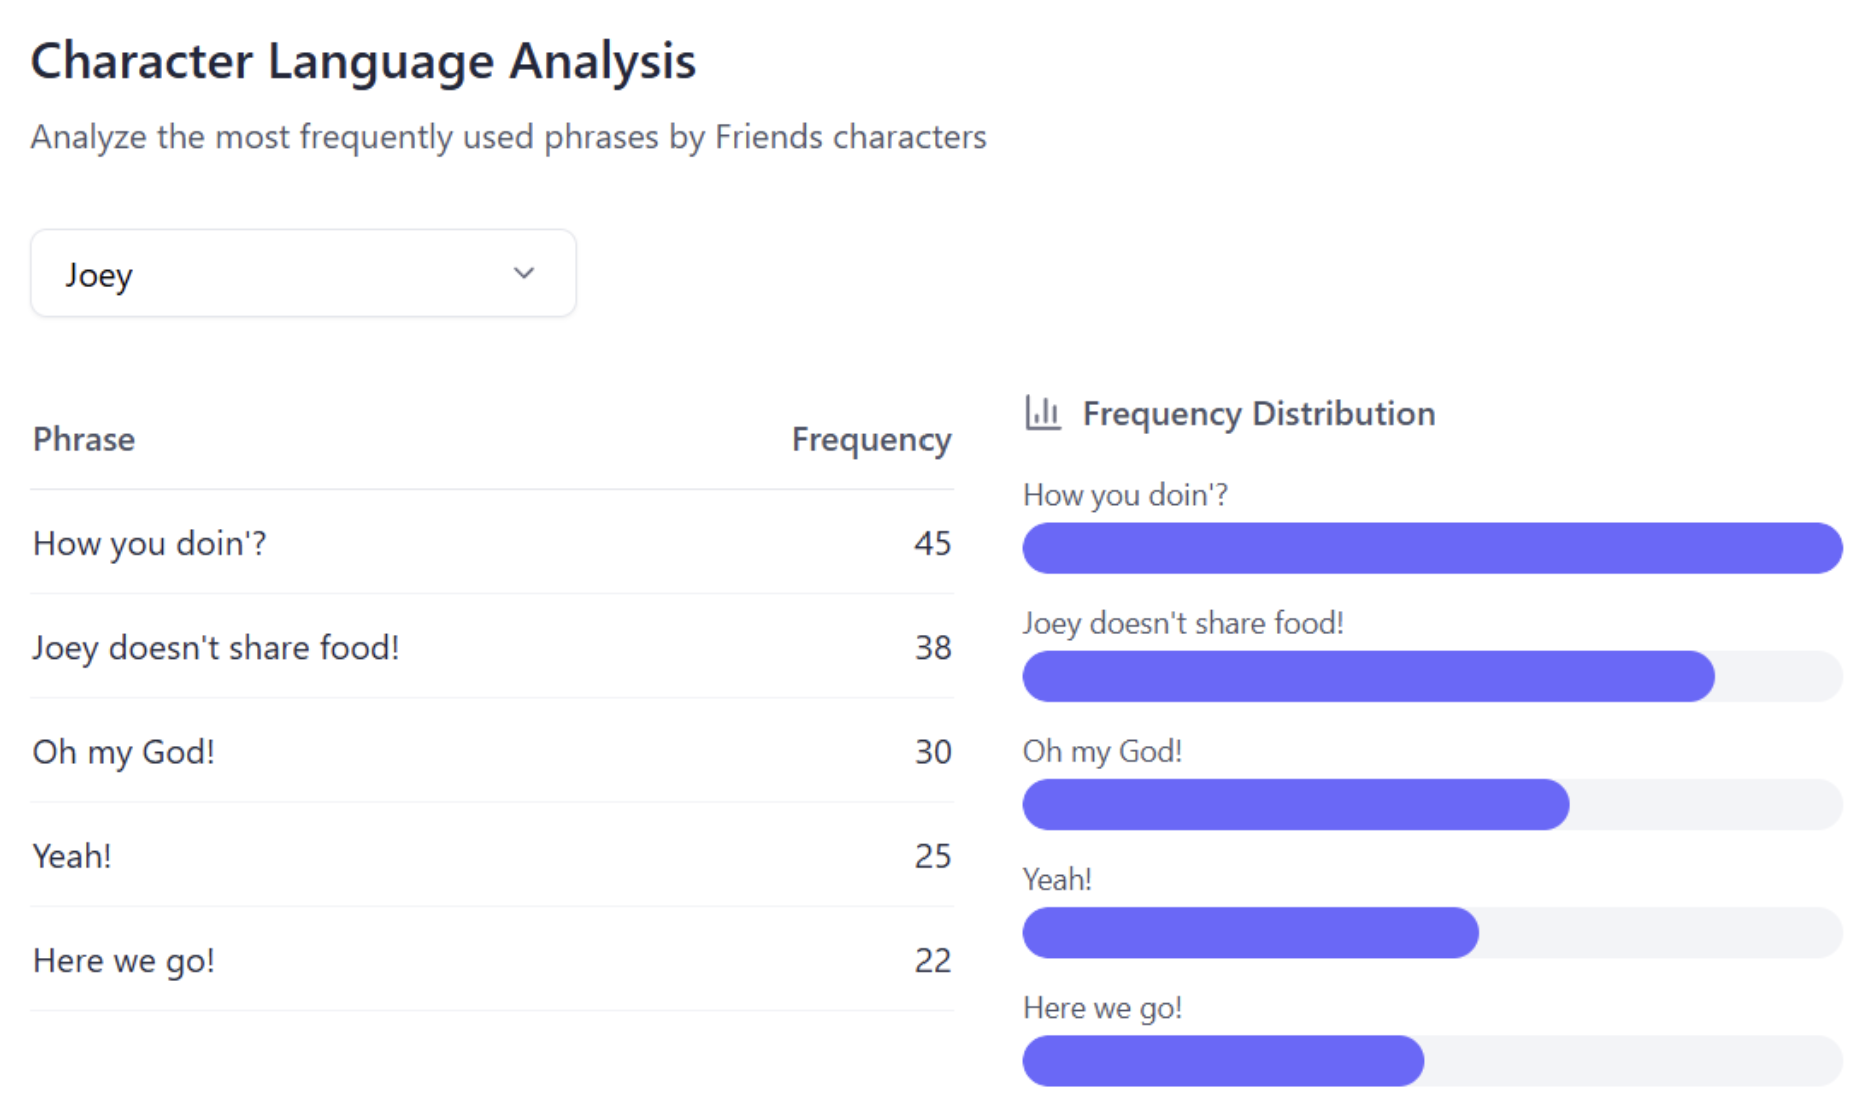 Character Language Analysis
Analyze the most frequently used phrases by Friends characters
Joey
Phrase Frequency
How you doin'? 45
Joey doesn't share food! 38
Oh my God! 30
Yeah! 25
Here we go! 22
Frequency Distribution
How you doin'?
Joey doesn't share food!
Oh my God!
Yeah!
Here we go!